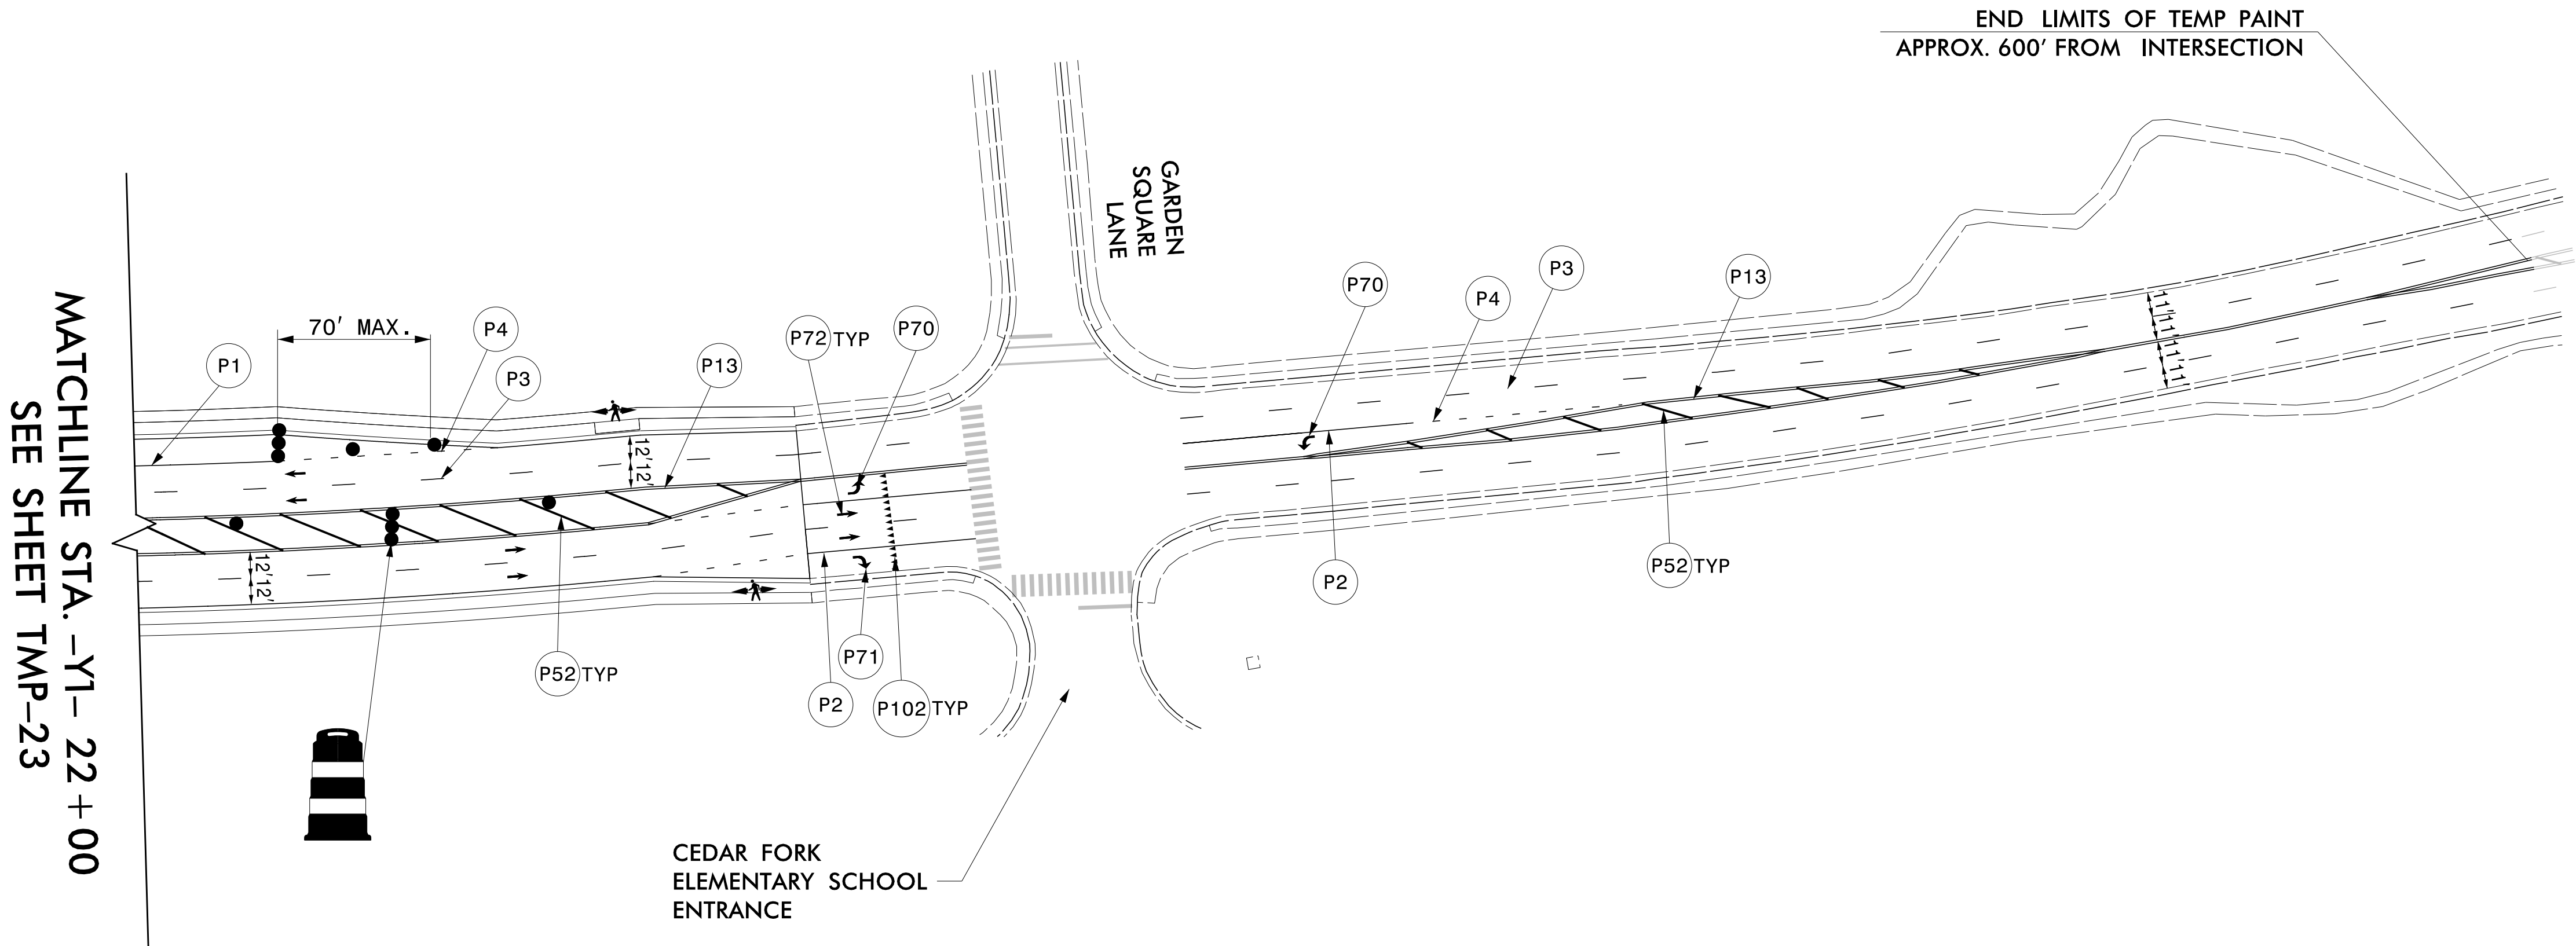 END LIMITS OF TEMP PAINT
APPROX. 600' FROM INTERSECTION
GARDEN
SQUARE
LANE
MATCHLINE STA. -Y1- 22+00
SEE SHEET TMP-23
70' MAX.
P1
P4
P3
P13
P72 TYP
P70
12' 12'
12' 12'
P52 TYP
P2
P71
P102 TYP
P70
P4
P3
P13
P2
P52 TYP
11' 11'
11' 11'
CEDAR FORK
ELEMENTARY SCHOOL
ENTRANCE